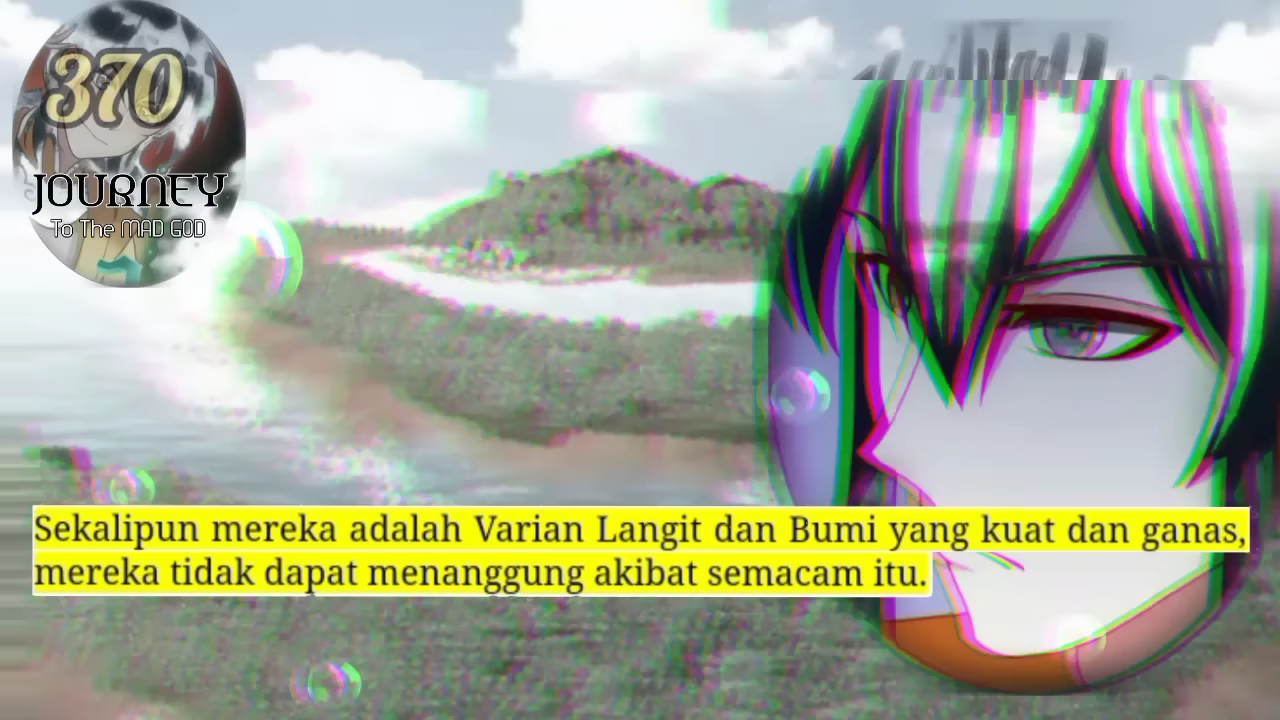 370
JOURNEY
To The MAD GOD
Sekalipun mereka adalah Varian Langit dan Bumi yang kuat dan ganas,
mereka tidak dapat menanggung akibat semacam itu.